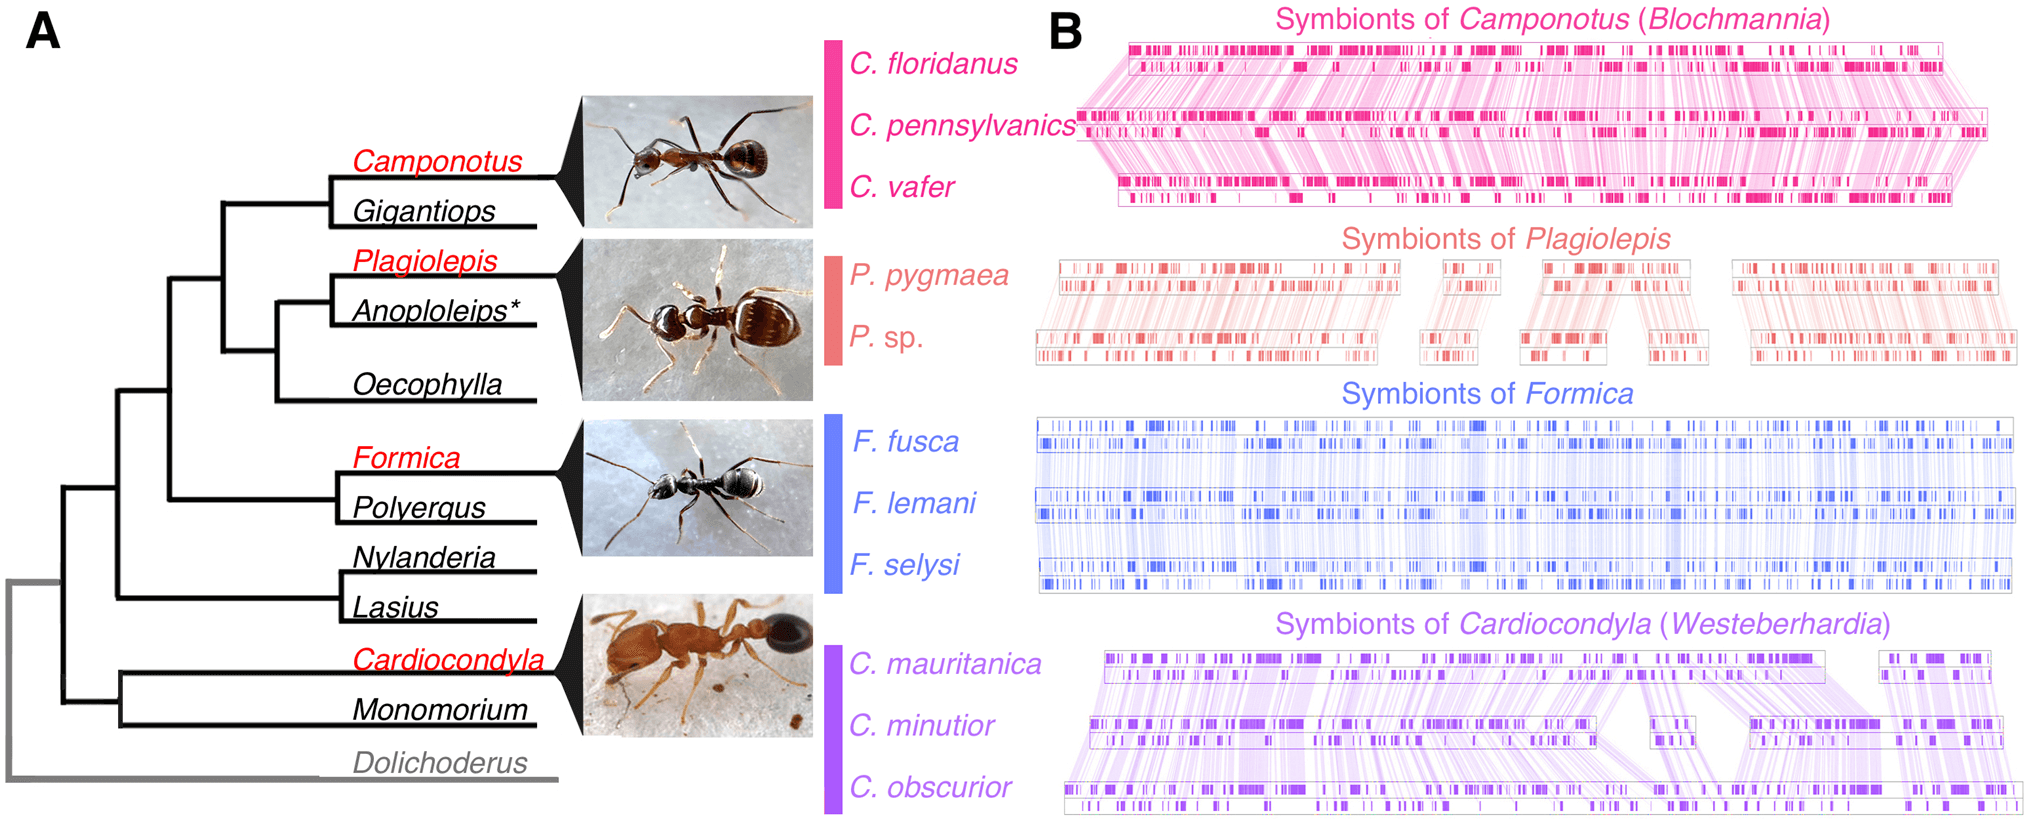 A
Camponotus
Gigantiops
Plagiolepis
Anoploleips*
Oecophylla
Formica
Polyergus
Nylanderia
Lasius
Cardiocondyla
Monomorium
Dolichoderus
C. floridanus
C. pennsylvanics
C. vafer
P. pygmaea
P. sp.
F. fusca
F. lemani
F. selysi
C. mauritanica
C. minutior
C. obscurior
B
Symbionts of Camponotus (Blochmannia)
Symbionts of Plagiolepis
Symbionts of Formica
Symbionts of Cardiocondyla (Westeberhardia)